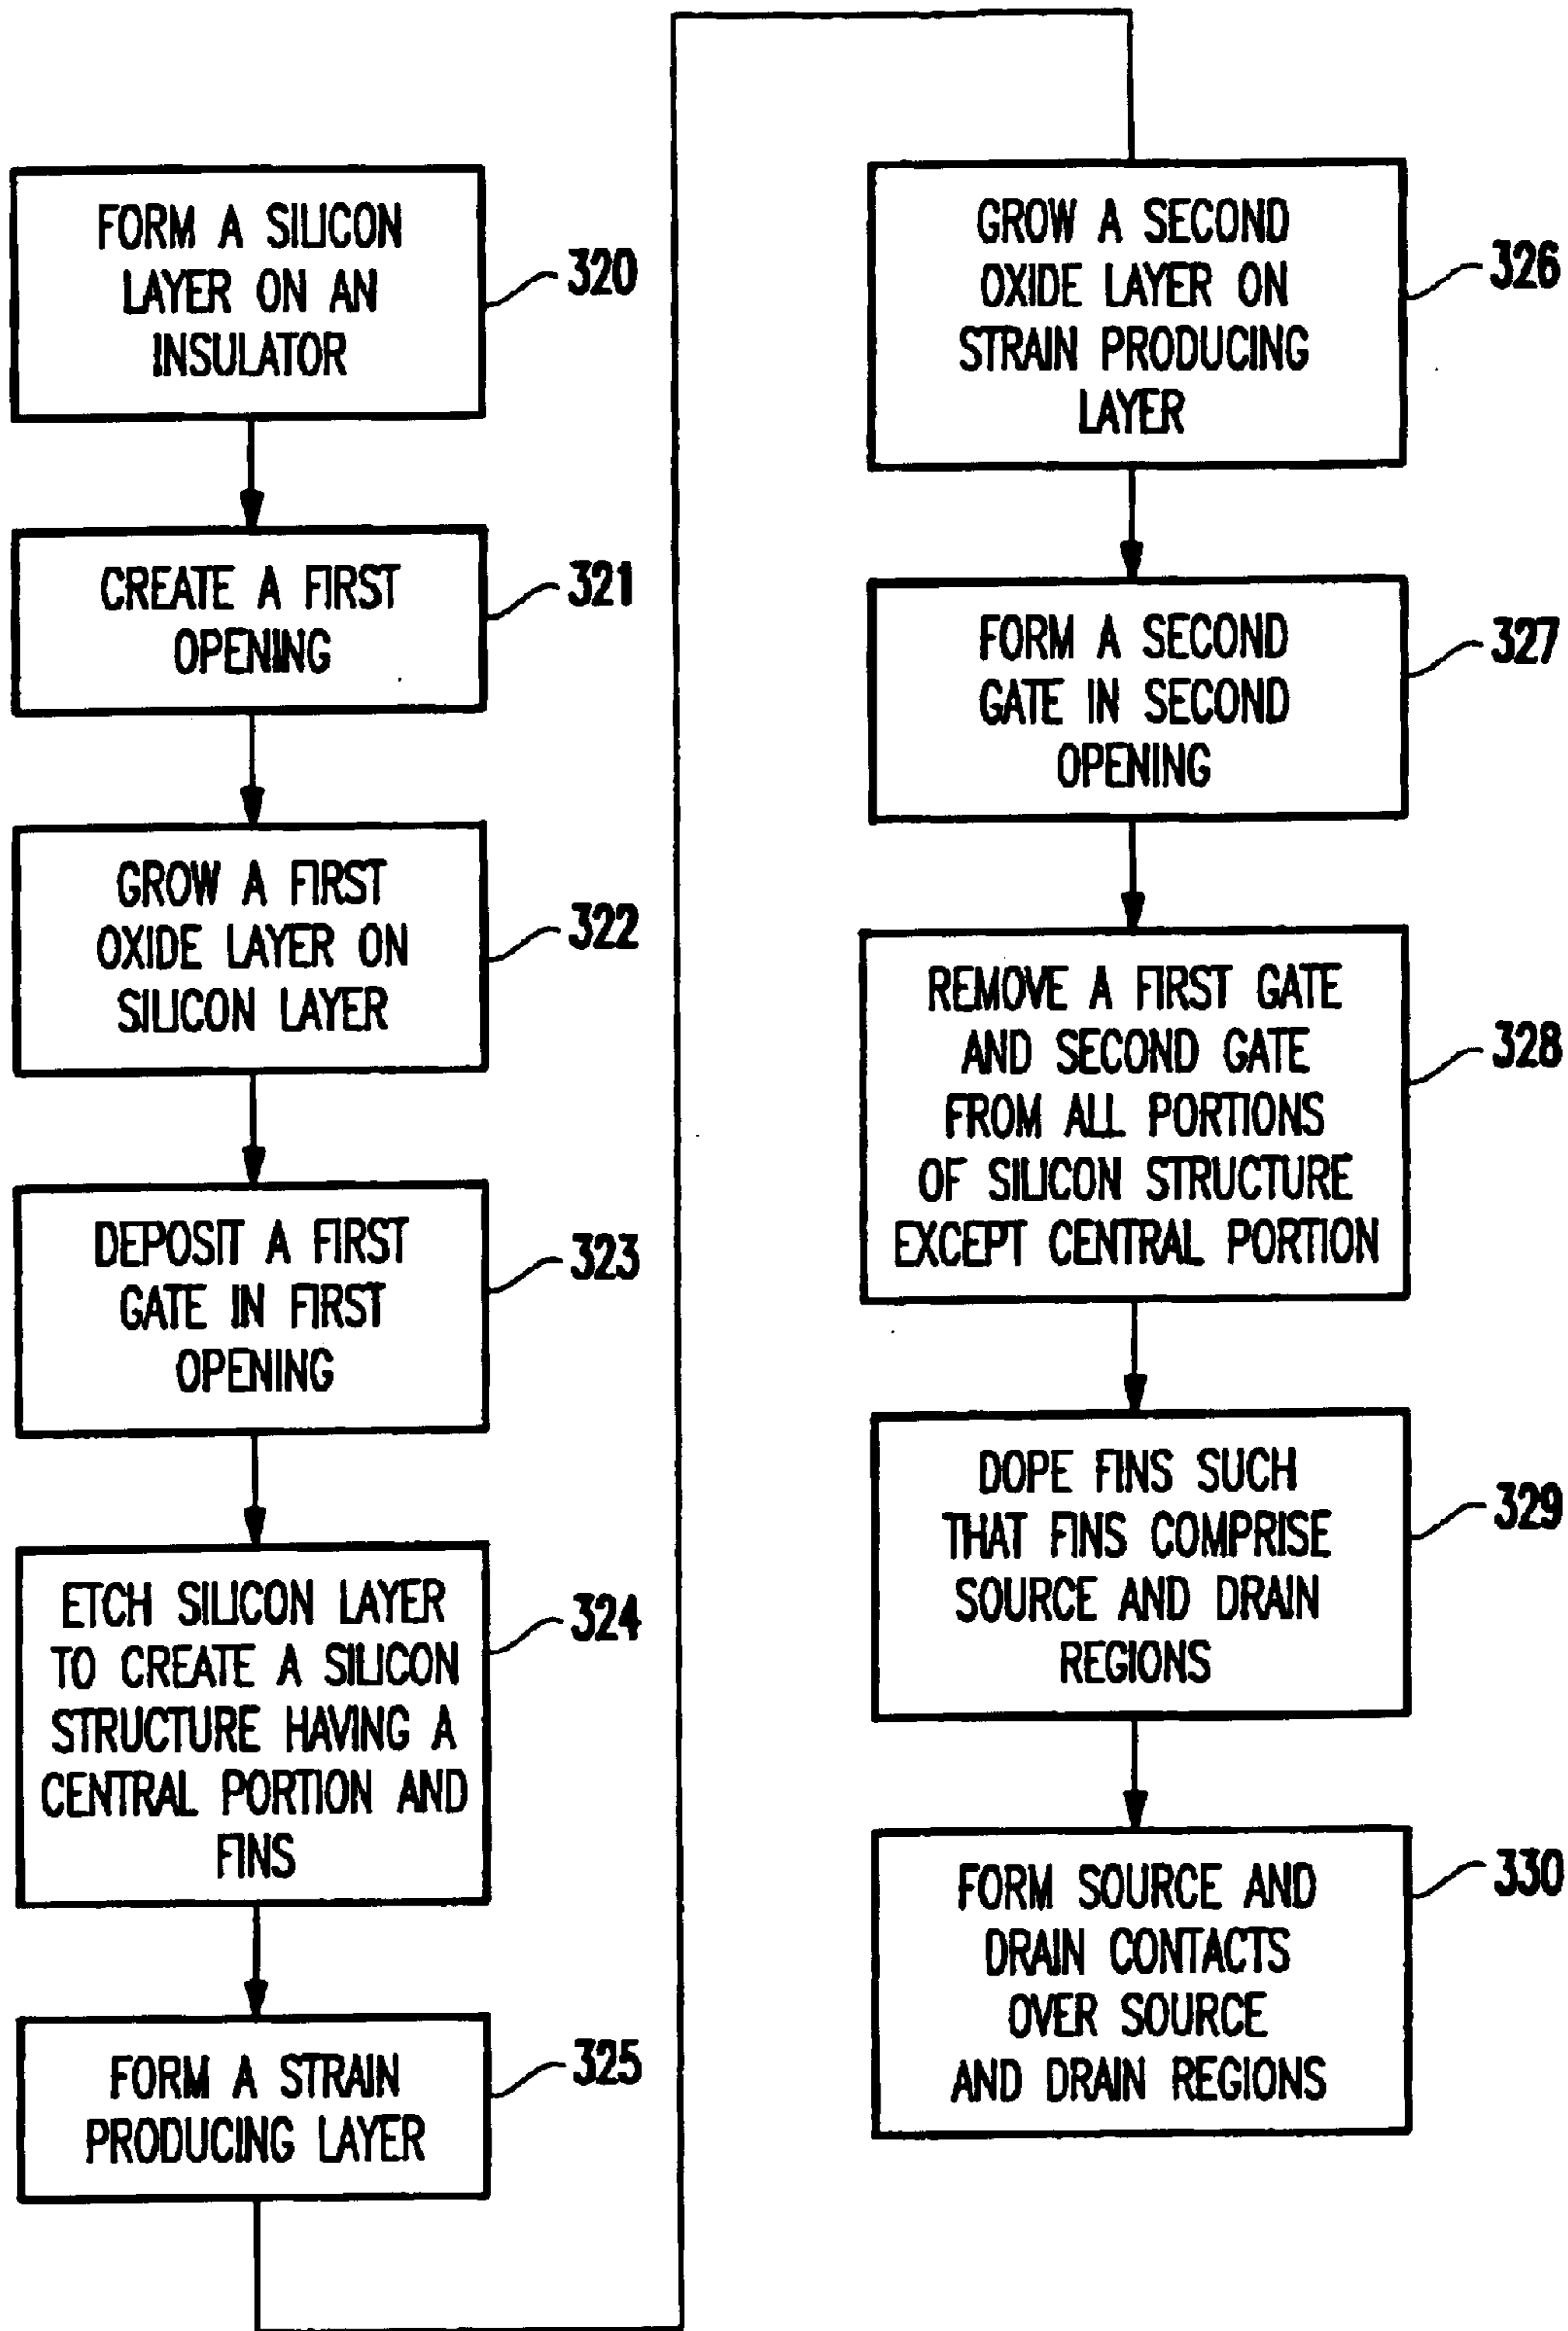 FORM A SILICON
LAYER ON AN
INSULATOR
320
CREATE A FIRST
OPENING
321
GROW A FIRST
OXIDE LAYER ON
SILICON LAYER
322
DEPOSIT A FIRST
GATE IN FIRST
OPENING
323
ETCH SILICON LAYER
TO CREATE A SILICON
STRUCTURE HAVING A
CENTRAL PORTION AND
FINS
324
FORM A STRAIN
PRODUCING LAYER
325
GROW A SECOND
OXIDE LAYER ON
STRAIN PRODUCING
LAYER
326
FORM A SECOND
GATE IN SECOND
OPENING
327
REMOVE A FIRST GATE
AND SECOND GATE
FROM ALL PORTIONS
OF SILICON STRUCTURE
EXCEPT CENTRAL PORTION
328
DOPE FINS SUCH
THAT FINS COMPRISE
SOURCE AND DRAIN
REGIONS
329
FORM SOURCE AND
DRAIN CONTACTS
OVER SOURCE
AND DRAIN REGIONS
330